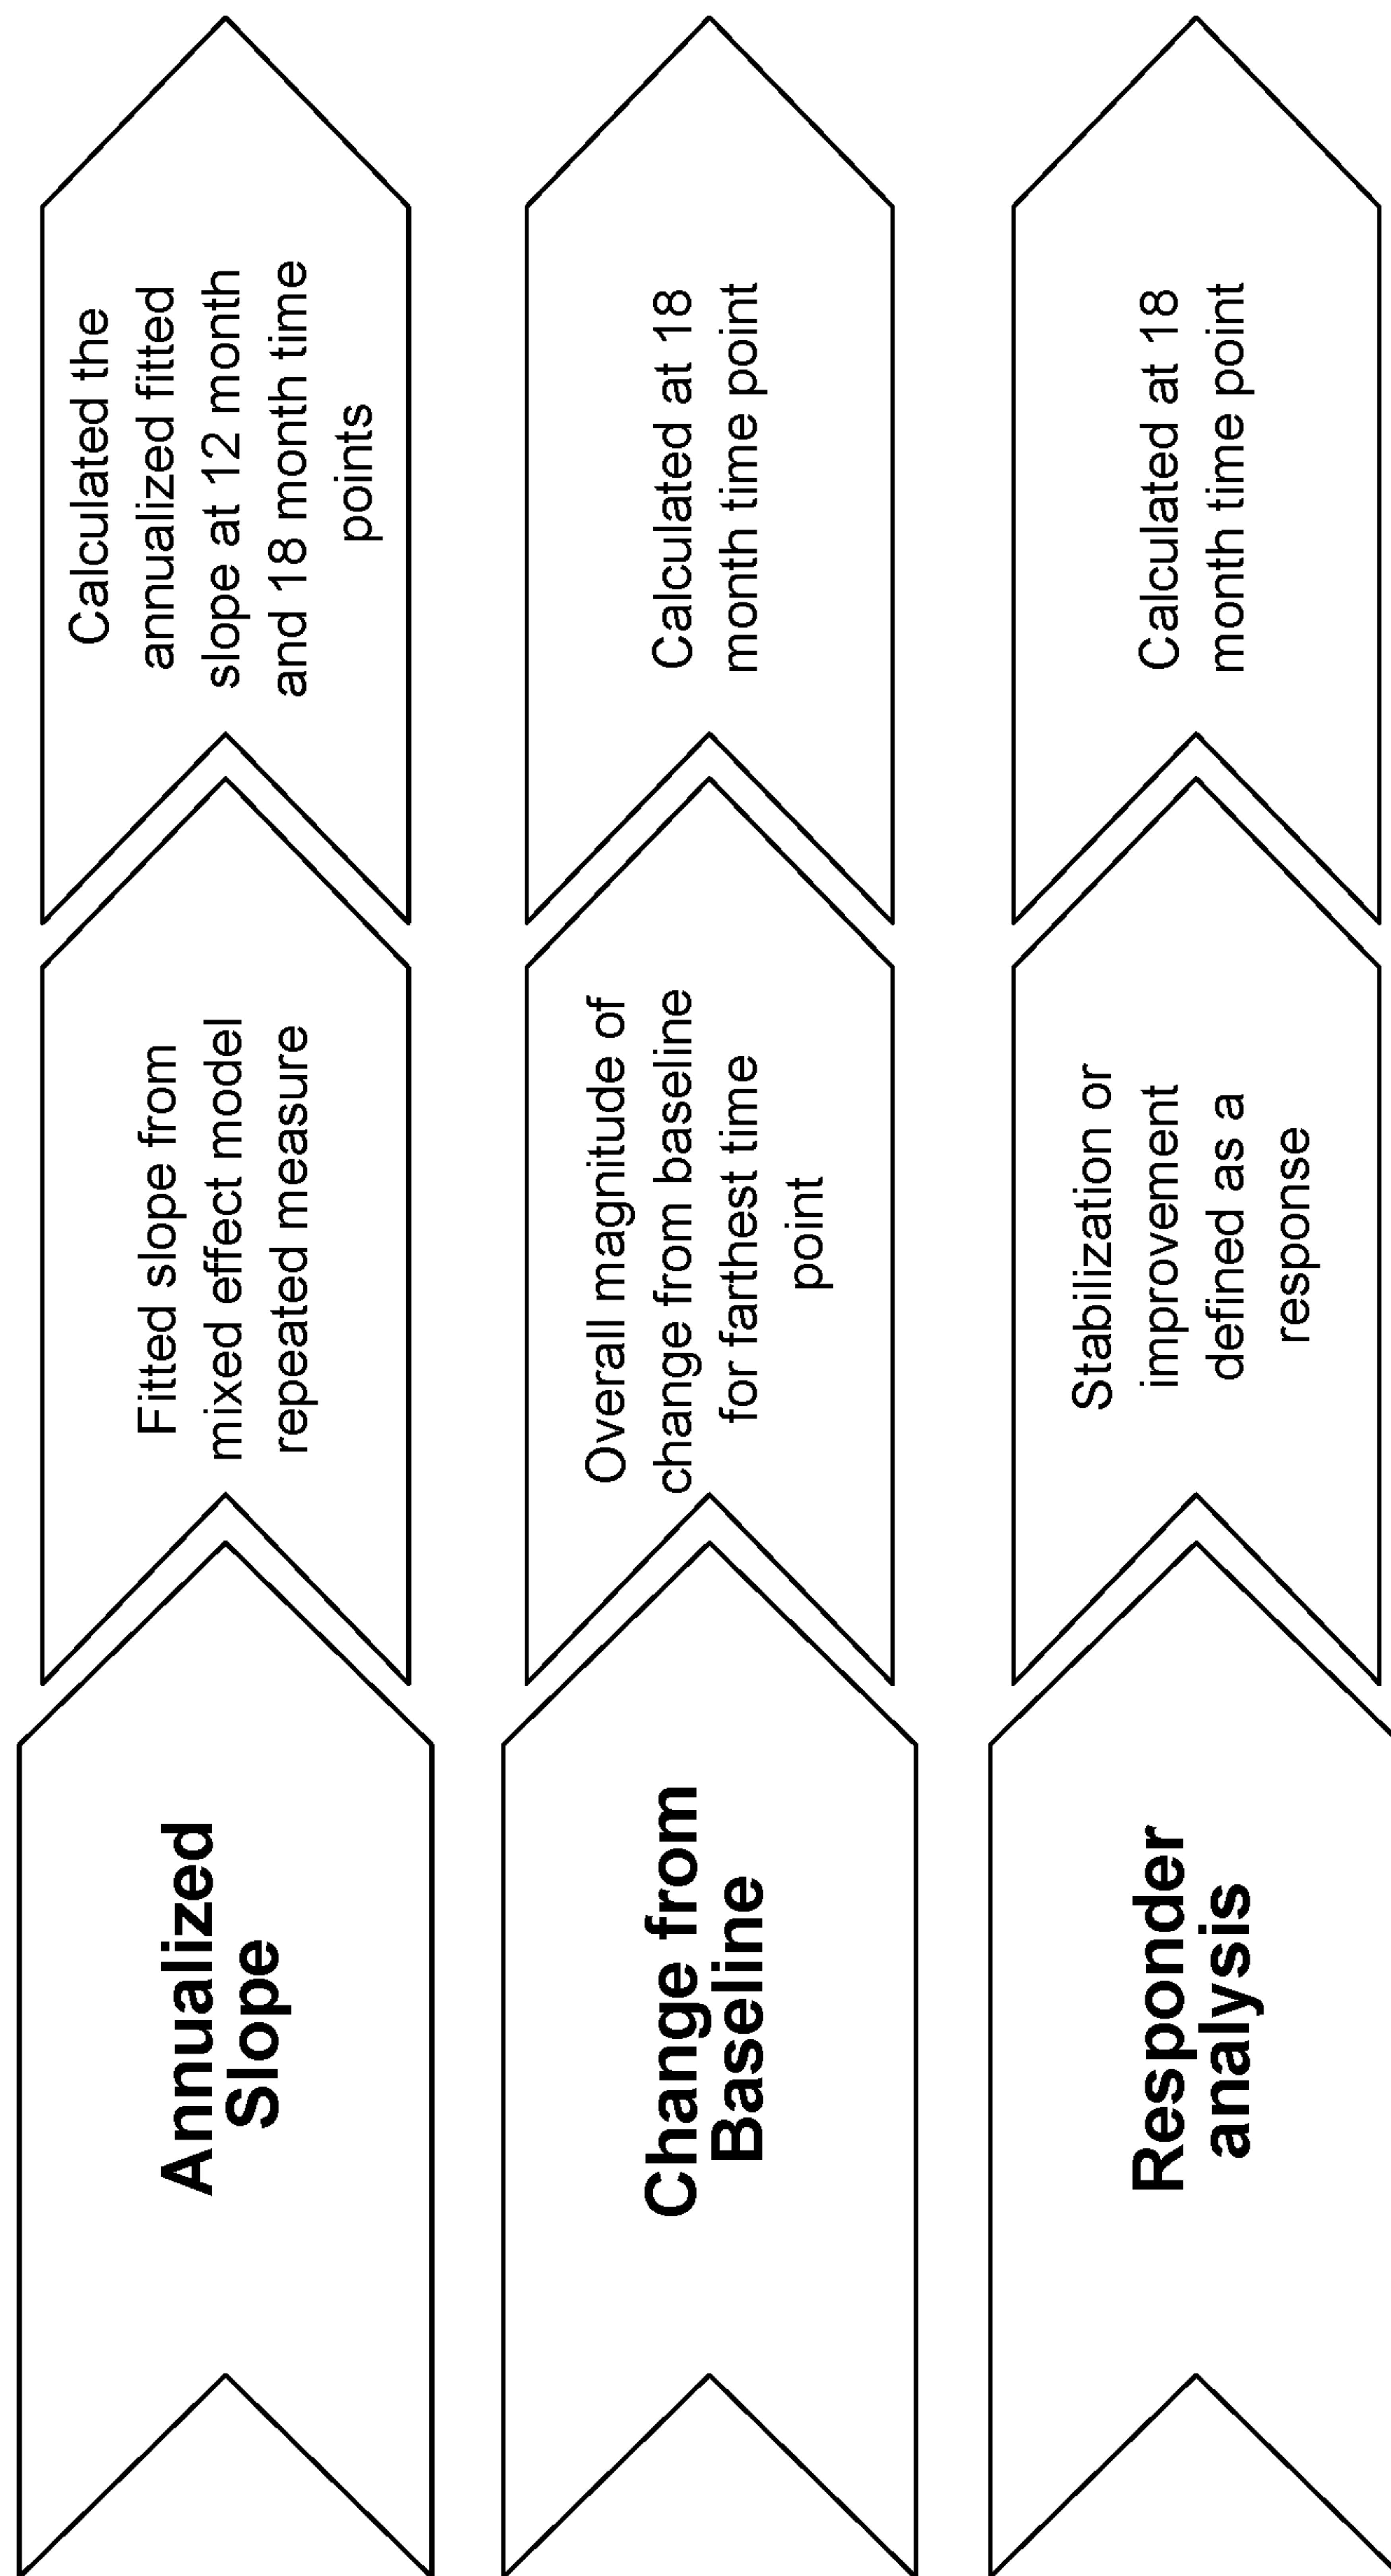 Annualized
Slope
Fitted slope from
mixed effect model
repeated measure
Calculated the
annualized fitted
slope at 12 month
and 18 month time
points
Change from
Baseline
Overall magnitude of
change from baseline
for farthest time
point
Calculated at 18
month time point
Responder
analysis
Stabilization or
improvement
defined as a
response
Calculated at 18
month time point